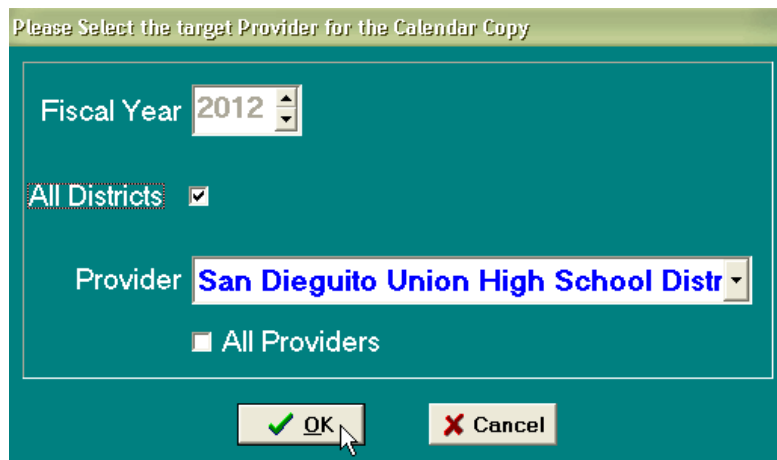 Please Select the target Provider for the Calendar Copy
Fiscal Year 2012
All Districts
Provider San Dieguito Union High School Distr
All Providers
OK Cancel